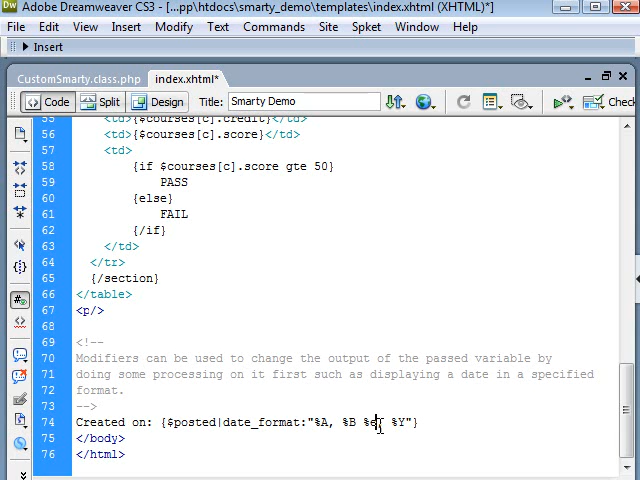 Dw Adobe Dreamweaver CS3 - [...pp\htdocs\smarty_demo\templates\index.xhtml (XHTML)*]
File Edit View Insert Modify Text Commands Site Window Help
Insert
CustomSmarty.class.php index.xhtml*
Code Split Design Title: Smarty Demo Check
55 <td>{$courses[c].credit}</td>
56 <td>{$courses[c].score}</td>
57 <td>
58 {if $courses[c].score gte 50}
59 PASS
60 {else}
61 FAIL
62 {/if}
63 </td>
64 </tr>
65 {/section}
66 </table>
67 <p/>
68
69 <!--
70 Modifiers can be used to change the output of the passed variable by
71 doing some processing on it first such as displaying a date in a specified
72 format.
73 -->
74 Created on: {$posted|date_format:"%A, %B %e, %Y"}
75 </body>
76 </html>